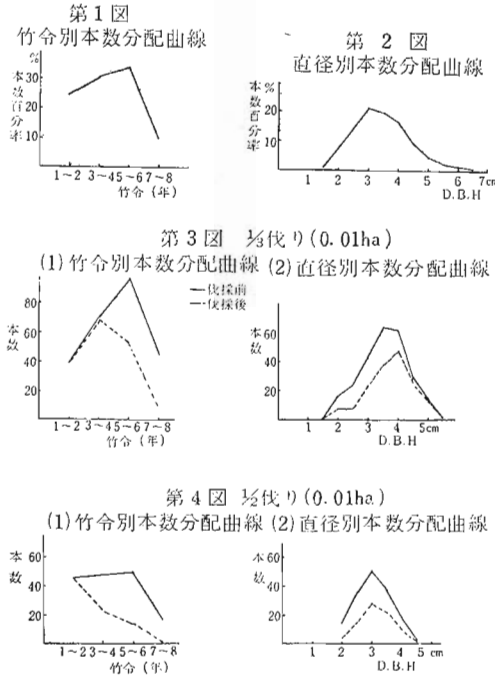 第1図
竹令別本数分配曲線
%
本数百分率
30
20
10
1~2 3~4 5~6 7~8
竹令（年）
第 2 図
直径別本数分配曲線
%
本数百分率
20
10
1 2 3 4 5 6 7cm
D.B.H
第3図 ⅓伐り(0.01ha)
(1)竹令別本数分配曲線 (2)直径別本数分配曲線
伐採前
伐採後
本数
80
60
40
20
1~2 3~4 5~6 7~8
竹令（年）
本数
60
40
20
1 2 3 4 5cm
D.B.H
第4図 ½伐り(0.01ha)
(1)竹令別本数分配曲線 (2)直径別本数分配曲線
本数
60
40
20
1~2 3~4 5~6 7~8
竹令（年）
本数
60
40
20
1 2 3 4 5 cm
D.B.H